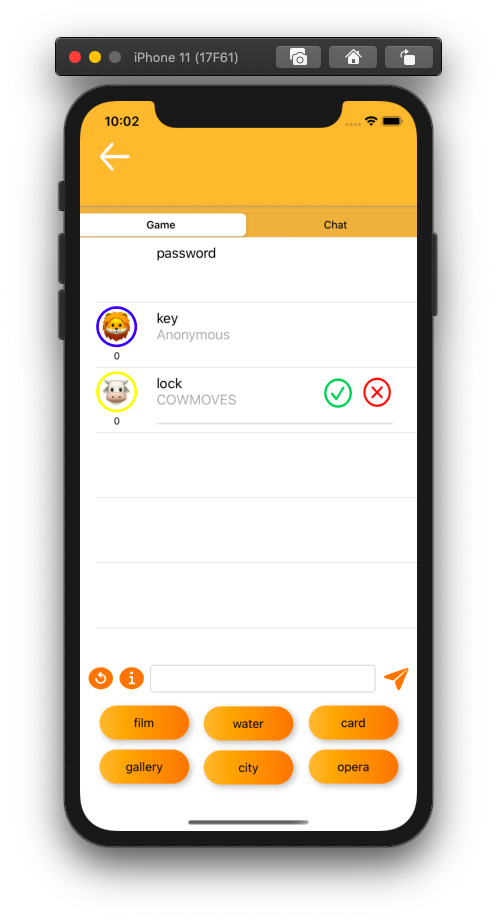 iPhone 11 (17F61)
10:02
Game Chat
password
key
Anonymous
0
lock
COWMOVES
0
film water card
gallery city opera